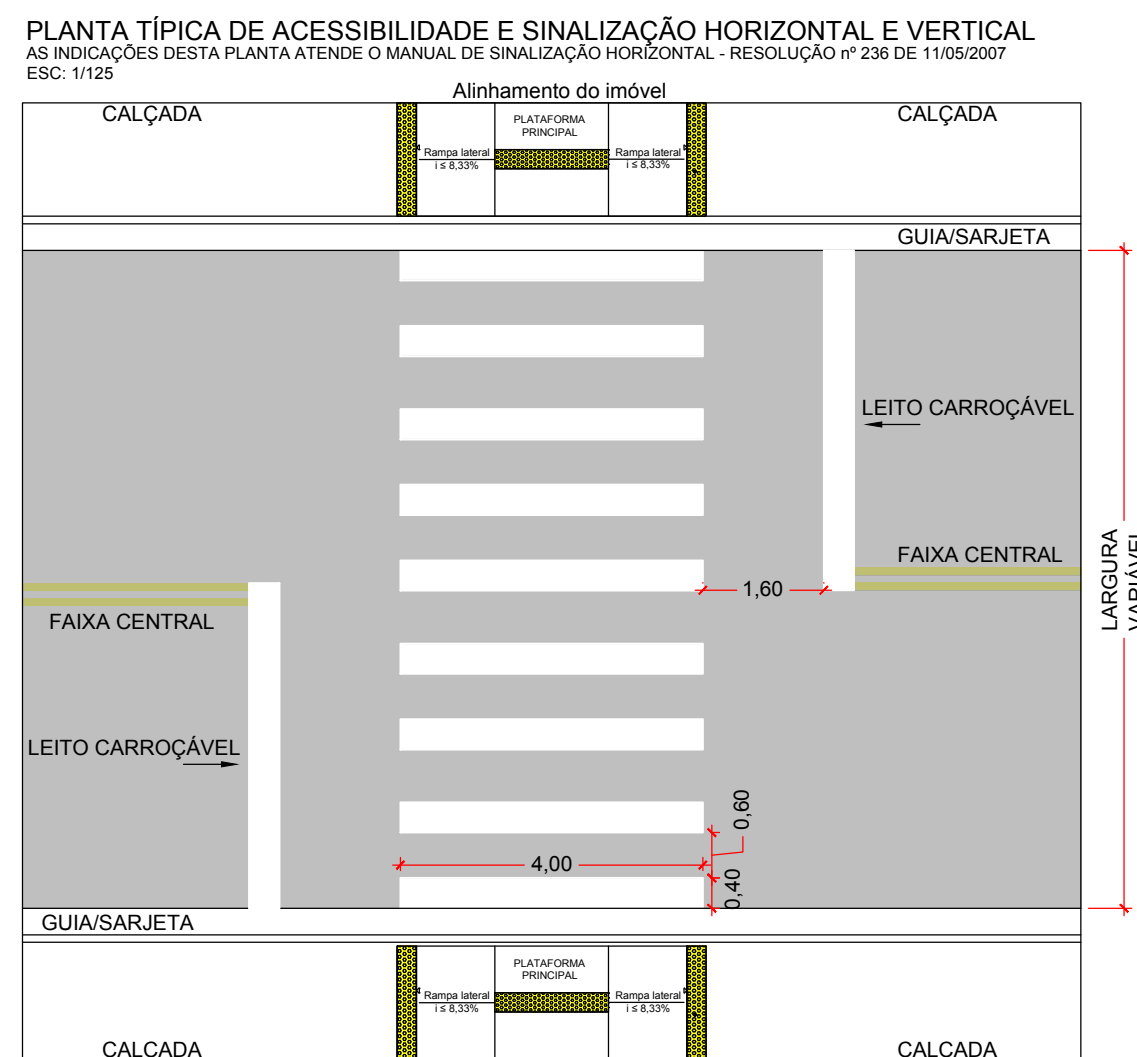 PLANTA TÍPICA DE ACESSIBILIDADE E SINALIZAÇÃO HORIZONTAL E VERTICAL
AS INDICAÇÕES DESTA PLANTA ATENDE O MANUAL DE SINALIZAÇÃO HORIZONTAL - RESOLUÇÃO nº 236 DE 11/05/2007
ESC: 1/125
Alinhamento do imóvel
CALÇADA
PLATAFORMA
PRINCIPAL
CALÇADA
Rampa lateral
i ≤ 8,33%
Rampa lateral
i ≤ 8,33%
GUIA/SARJETA
LEITO CARROÇÁVEL
FAIXA CENTRAL
1,60
LARGURA
VARIÁVEL
FAIXA CENTRAL
LEITO CARROÇÁVEL
0,60
4,00
0,40
GUIA/SARJETA
PLATAFORMA
PRINCIPAL
Rampa lateral
i ≤ 8,33%
Rampa lateral
i ≤ 8,33%
CALÇADA
CALÇADA